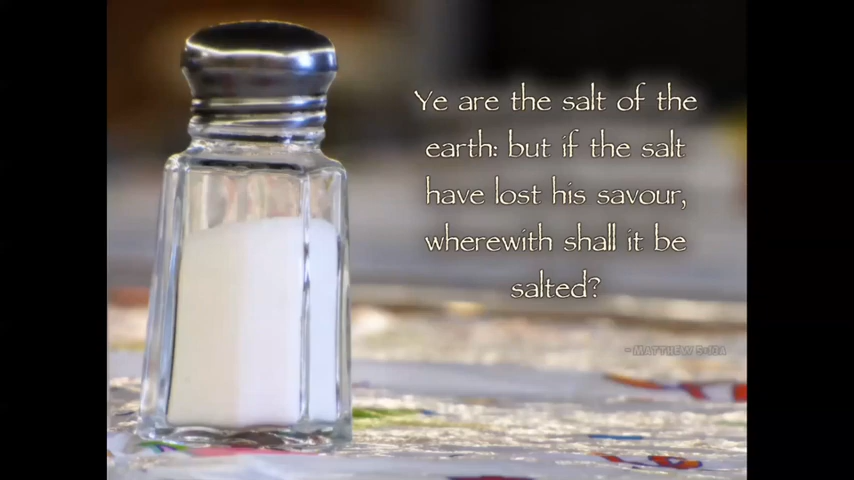 Ye are the salt of the
earth: but if the salt
have lost his savour,
wherewith shall it be
salted?
- MATTHEW